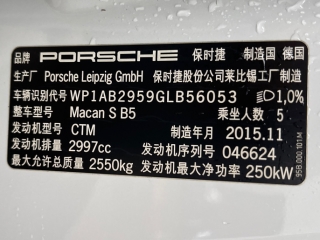 品牌 PORSCHE 保时捷 制造国 德国
生产厂 Porsche Leipzig GmbH 保时捷股份公司莱比锡工厂制造
车辆识别代号 WP1AB2959GLB56053 1,0%
整车型号 Macan S B5 乘坐人数 5
发动机型号 CTM 制造年月 2015.11
发动机排量 2997cc 发动机序列号 046624
最大允许总质量 2550kg 发动机最大净功率 250kW
958.000.101.M